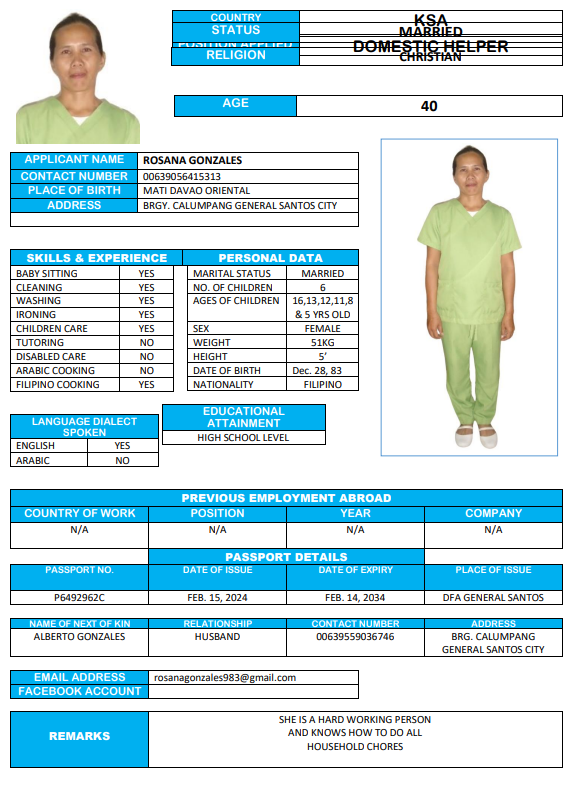 COUNTRY KSA
STATUS MARRIED
POSITION APPLIED DOMESTIC HELPER
RELIGION CHRISTIAN
AGE 40
APPLICANT NAME ROSANA GONZALES
CONTACT NUMBER 00639056415313
PLACE OF BIRTH MATI DAVAO ORIENTAL
ADDRESS BRGY. CALUMPANG GENERAL SANTOS CITY
SKILLS & EXPERIENCE PERSONAL DATA
BABY SITTING YES MARITAL STATUS MARRIED
CLEANING YES NO. OF CHILDREN 6
WASHING YES AGES OF CHILDREN 16,13,12,11,8
IRONING YES & 5 YRS OLD
CHILDREN CARE YES SEX FEMALE
TUTORING NO WEIGHT 51KG
DISABLED CARE NO HEIGHT 5’
ARABIC COOKING NO DATE OF BIRTH Dec. 28, 83
FILIPINO COOKING YES NATIONALITY FILIPINO
LANGUAGE DIALECT
SPOKEN
ENGLISH YES
ARABIC NO
EDUCATIONAL
ATTAINMENT
HIGH SCHOOL LEVEL
PREVIOUS EMPLOYMENT ABROAD
COUNTRY OF WORK POSITION YEAR COMPANY
N/A N/A N/A N/A
PASSPORT DETAILS
PASSPORT NO. DATE OF ISSUE DATE OF EXPIRY PLACE OF ISSUE
P6492962C FEB. 15, 2024 FEB. 14, 2034 DFA GENERAL SANTOS
NAME OF NEXT OF KIN RELATIONSHIP CONTACT NUMBER ADDRESS
ALBERTO GONZALES HUSBAND 00639559036746 BRG. CALUMPANG
GENERAL SANTOS CITY
EMAIL ADDRESS rosanagonzales983@gmail.com
FACEBOOK ACCOUNT
REMARKS
SHE IS A HARD WORKING PERSON
AND KNOWS HOW TO DO ALL
HOUSEHOLD CHORES